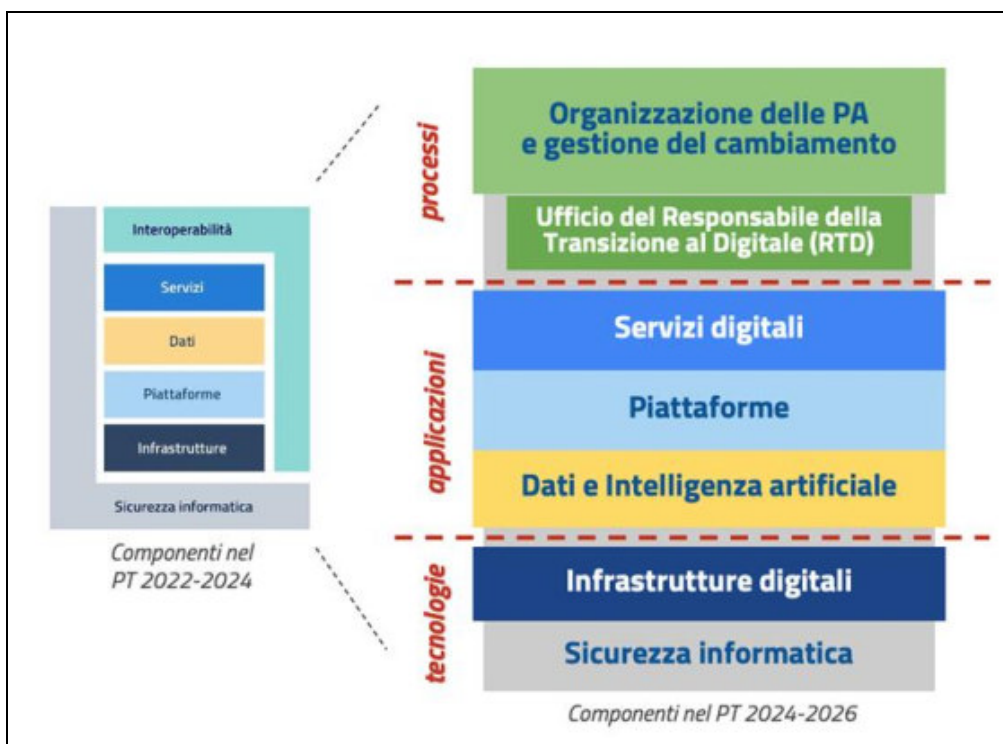 Interoperabilità
Servizi
Dati
Piattaforme
Infrastrutture
Sicurezza informatica
Componenti nel
PT 2022-2024
processi
Organizzazione delle PA
e gestione del cambiamento
Ufficio del Responsabile della
Transizione al Digitale (RTD)
applicazioni
Servizi digitali
Piattaforme
Dati e Intelligenza artificiale
tecnologie
Infrastrutture digitali
Sicurezza informatica
Componenti nel PT 2024-2026